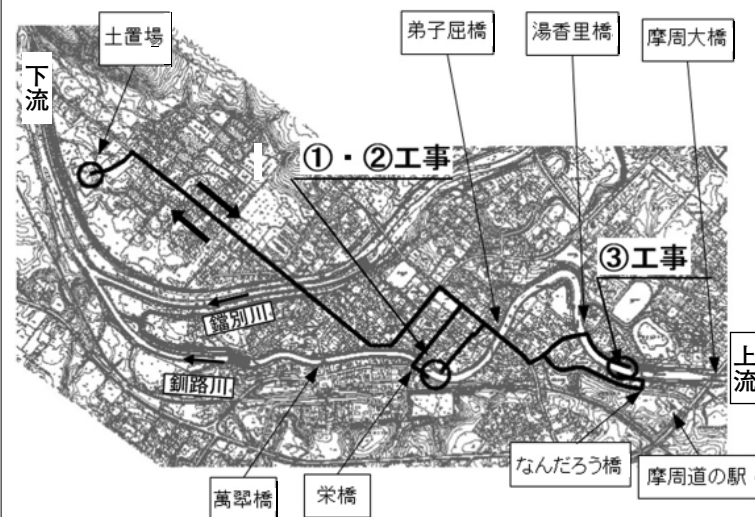 土置場
弟子屈橋
湯香里橋
摩周大橋
下流
①・②工事
③工事
鐺別川
釧路川
上流
なんだろう橋
摩周道の駅
萬翠橋
栄橋